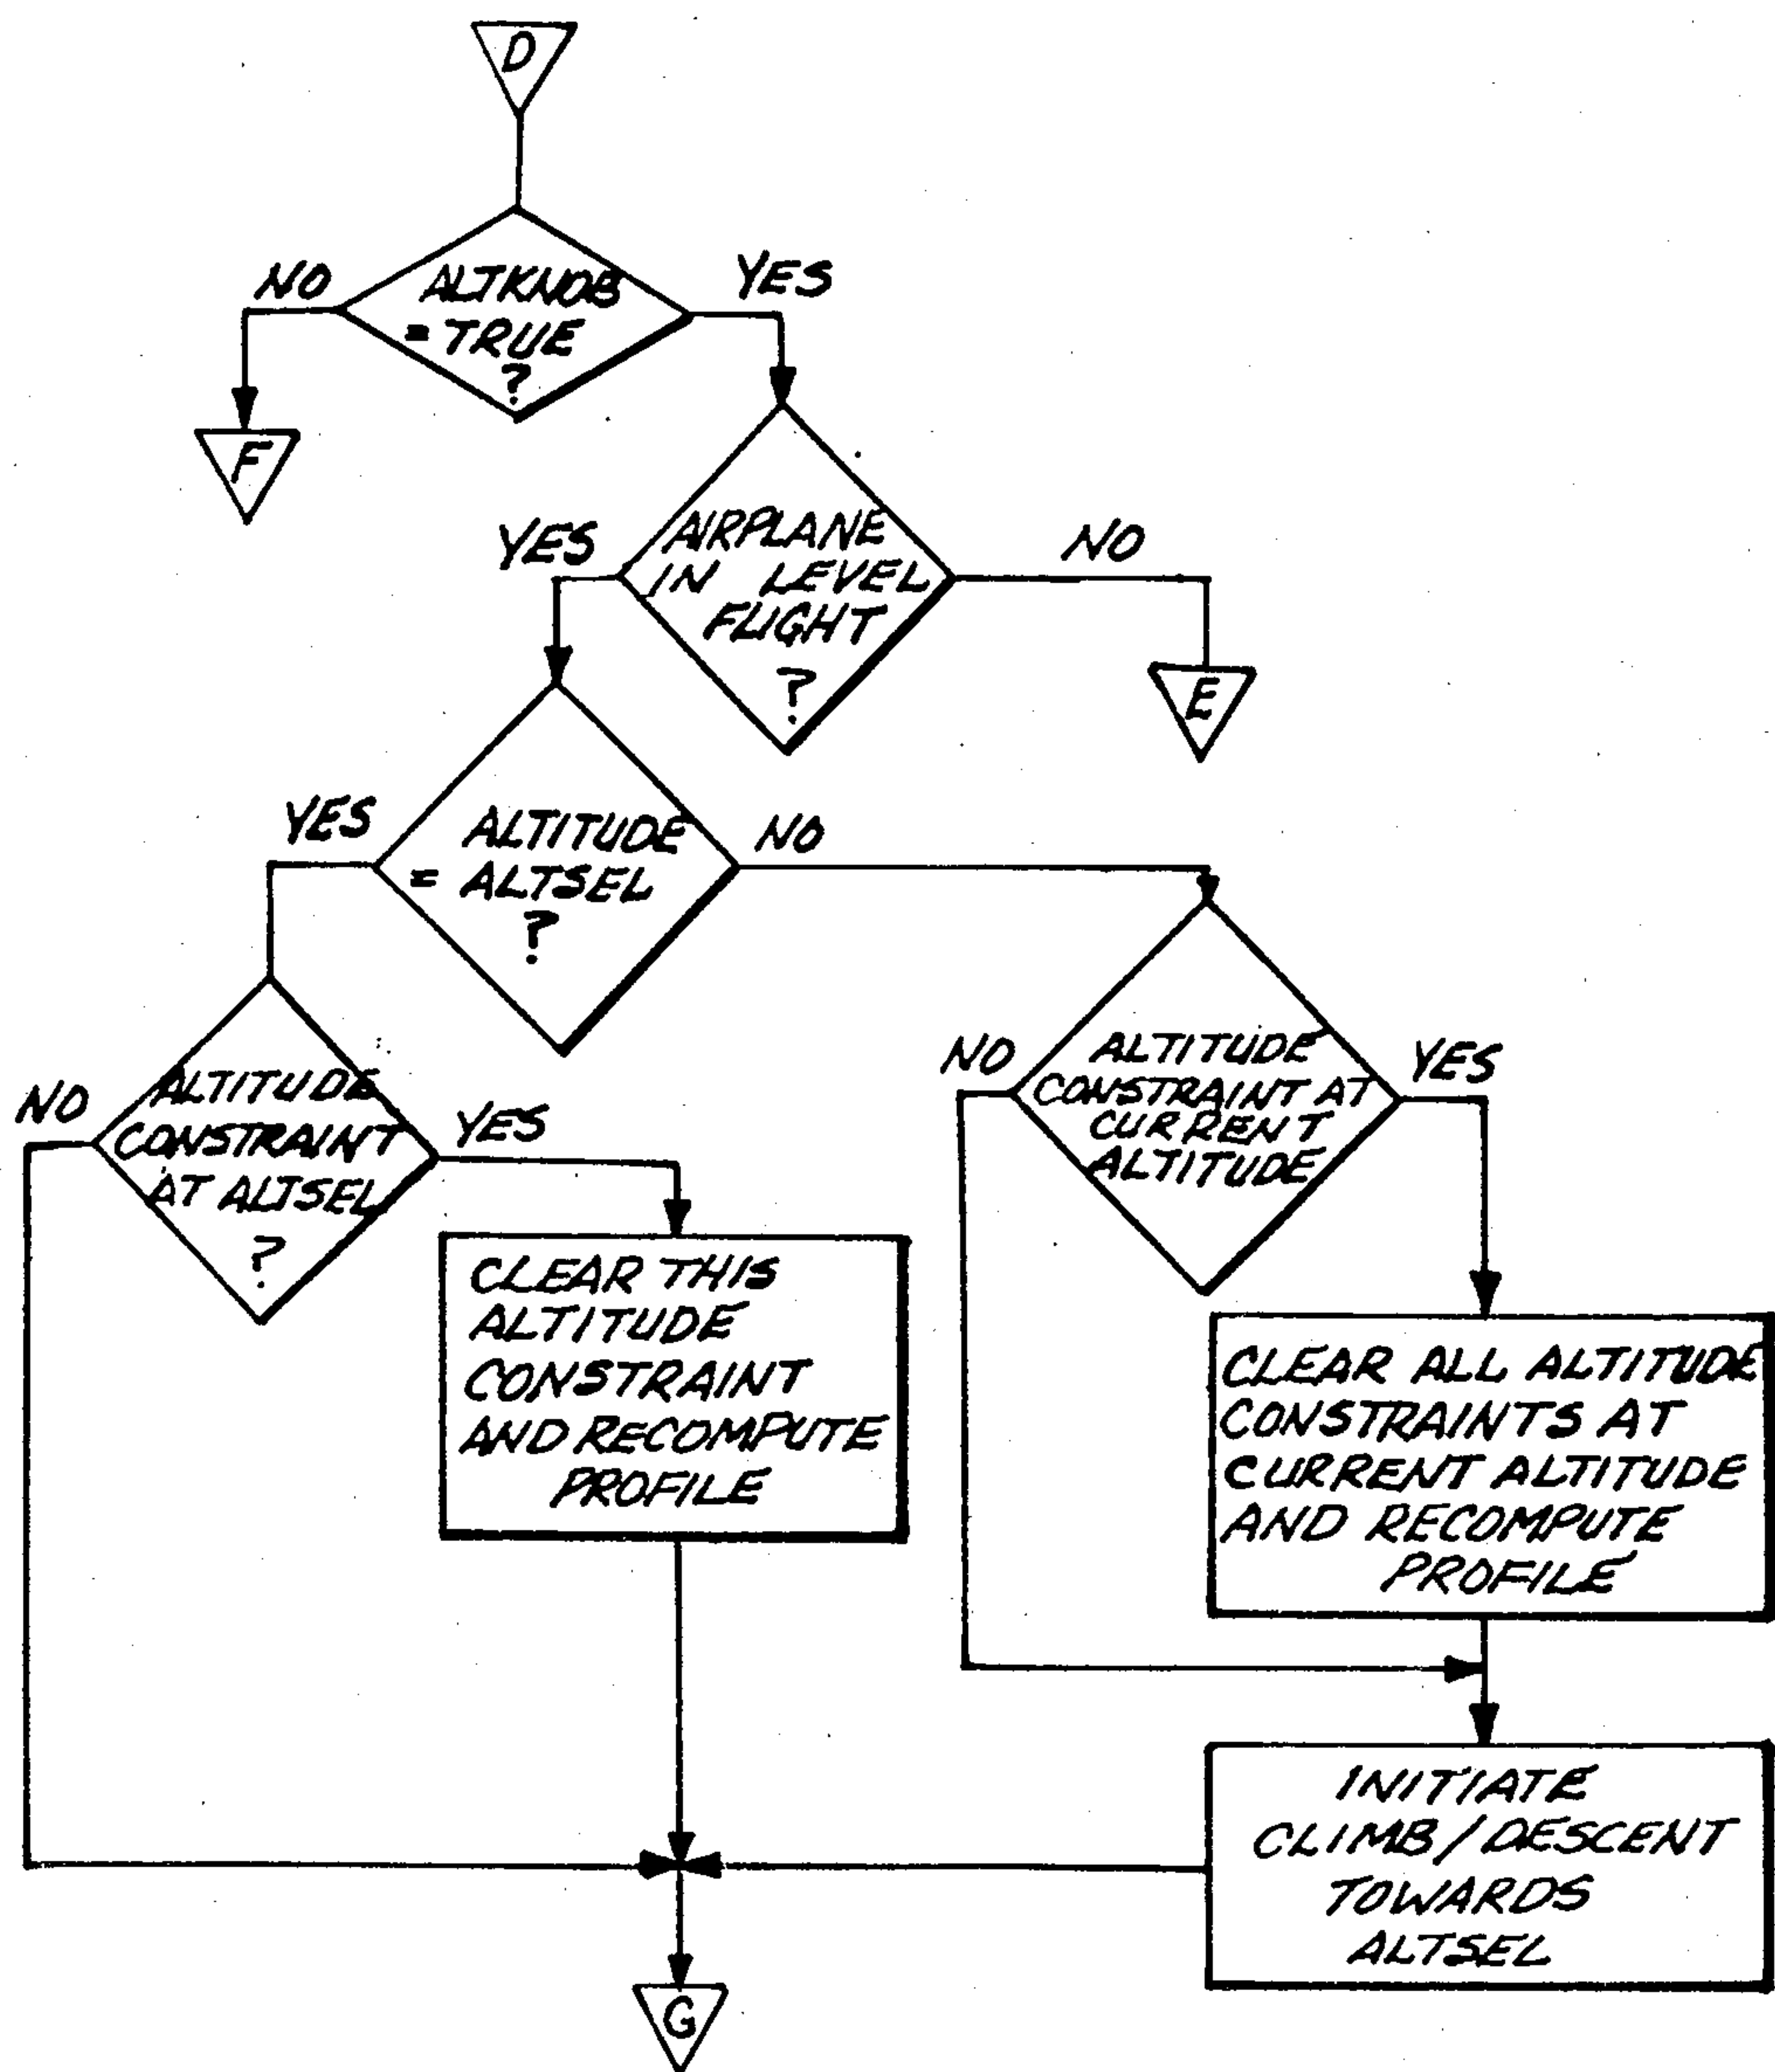 D
NO
ALTKNOB
= TRUE
?
YES
F
YES
AIRPLANE
IN LEVEL
FLIGHT
?
NO
E
YES
ALTITUDE
= ALTSEL
?
NO
NO
ALTITUDE
CONSTRAINT
AT ALTSEL
?
YES
NO
ALTITUDE
CONSTRAINT AT
CURRENT
ALTITUDE
YES
CLEAR THIS
ALTITUDE
CONSTRAINT
AND RECOMPUTE
PROFILE
CLEAR ALL ALTITUDE
CONSTRAINTS AT
CURRENT ALTITUDE
AND RECOMPUTE
PROFILE
INITIATE
CLIMB/DESCENT
TOWARDS
ALTSEL
G